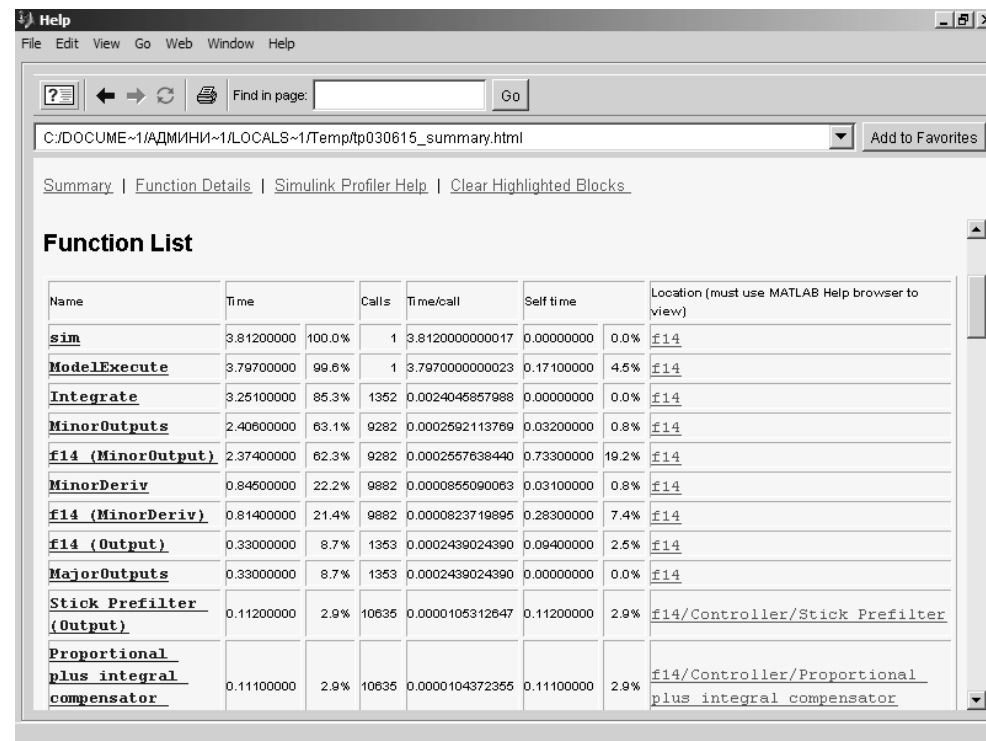 Help
File Edit View Go Web Window Help
Find in page: Go
C:/DOCUME~1/АДМИНИ~1/LOCALS~1/Temp/tp030615_summary.html Add to Favorites
Summary | Function Details | Simulink Profiler Help | Clear Highlighted Blocks
Function List
Name Time Calls Time/call Self time Location (must use MATLAB Help browser to
view)
sim 3.81200000 100.0% 1 3.8120000000017 0.00000000 0.0% f14
ModelExecute 3.79700000 99.6% 1 3.7970000000023 0.17100000 4.5% f14
Integrate 3.25100000 85.3% 1352 0.0024045857988 0.00000000 0.0% f14
MinorOutputs 2.40600000 63.1% 9282 0.0002592113769 0.03200000 0.8% f14
f14 (MinorOutput) 2.37400000 62.3% 9282 0.0002557638440 0.73300000 19.2% f14
MinorDeriv 0.84500000 22.2% 9882 0.0000855090063 0.03100000 0.8% f14
f14 (MinorDeriv) 0.81400000 21.4% 9882 0.0000823719895 0.28300000 7.4% f14
f14 (Output) 0.33000000 8.7% 1353 0.0002439024390 0.09400000 2.5% f14
MajorOutputs 0.33000000 8.7% 1353 0.0002439024390 0.00000000 0.0% f14
Stick Prefilter
(Output) 0.11200000 2.9% 10635 0.0000105312647 0.11200000 2.9% f14/Controller/Stick Prefilter
Proportional
plus integral
compensator 0.11100000 2.9% 10635 0.0000104372355 0.11100000 2.9% f14/Controller/Proportional
plus integral compensator